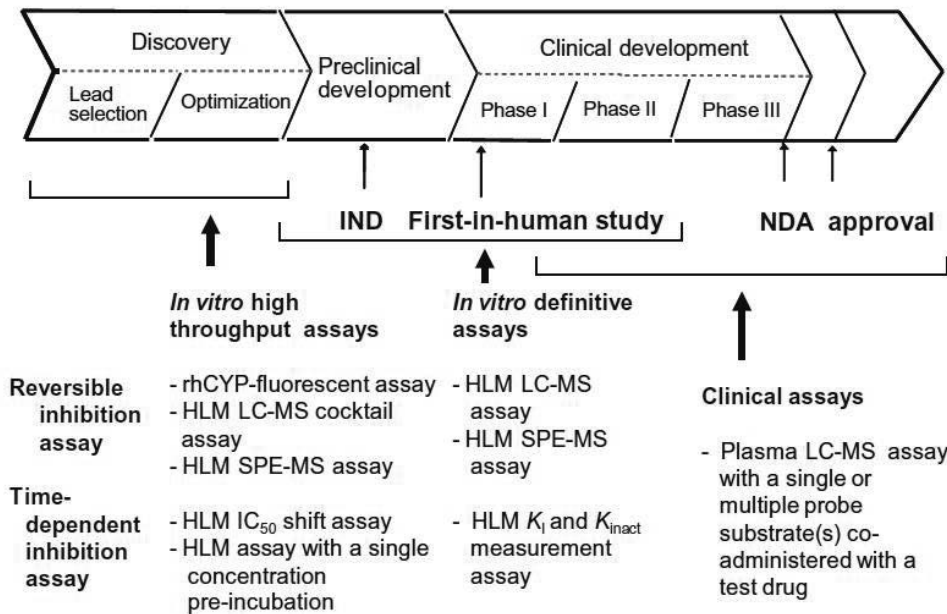 Discovery
Lead
selection
Optimization
Preclinical
development
Clinical development
Phase I
Phase II
Phase III
IND
First-in-human study
NDA
approval
In vitro high
throughput assays
In vitro definitive
assays
Clinical assays
Reversible
inhibition
assay
- rhCYP-fluorescent assay
- HLM LC-MS cocktail
assay
- HLM SPE-MS assay
- HLM LC-MS
assay
- HLM SPE-MS
assay
Time-
dependent
inhibition
assay
- HLM IC50 shift assay
- HLM assay with a single
concentration
pre-incubation
- HLM KI and Kinact
measurement
assay
- Plasma LC-MS assay
with a single or
multiple probe
substrate(s) co-
administered with a
test drug